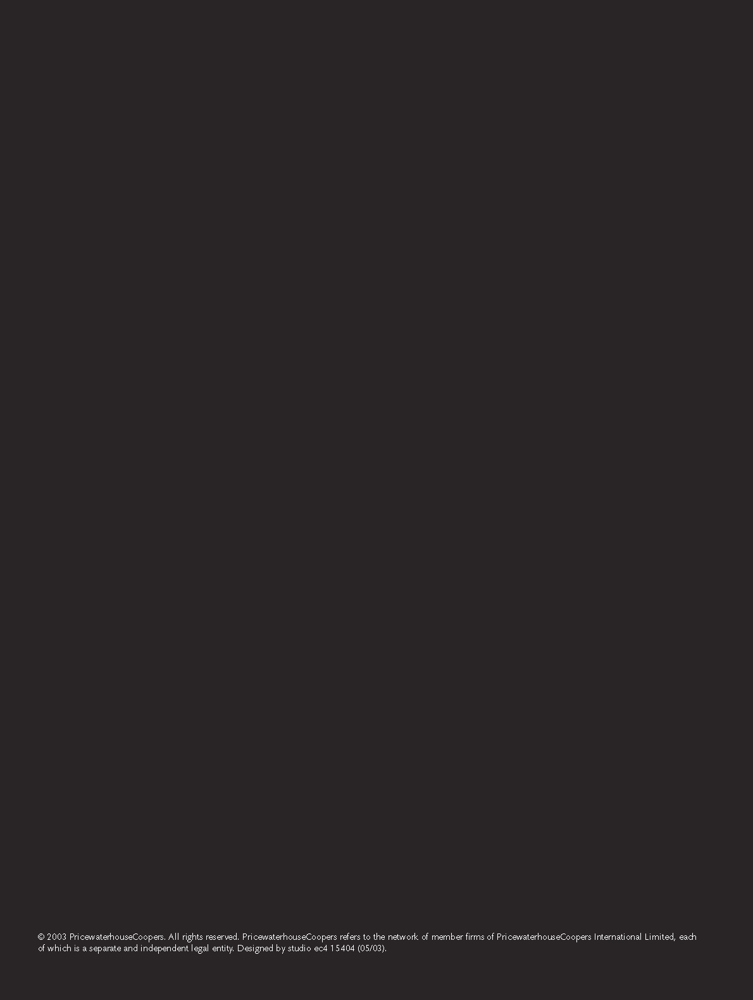 © 2003 PricewaterhouseCoopers. All rights reserved. PricewaterhouseCoopers refers to the network of member firms of PricewaterhouseCoopers International Limited, each
of which is a separate and independent legal entity. Designed by studio ec4 15404 (05/03).